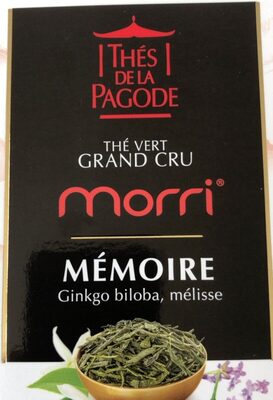 THÉS
DE LA
PAGODE
THÉ VERT
GRAND CRU
morri®
MÉMOIRE
Ginkgo biloba, mélisse